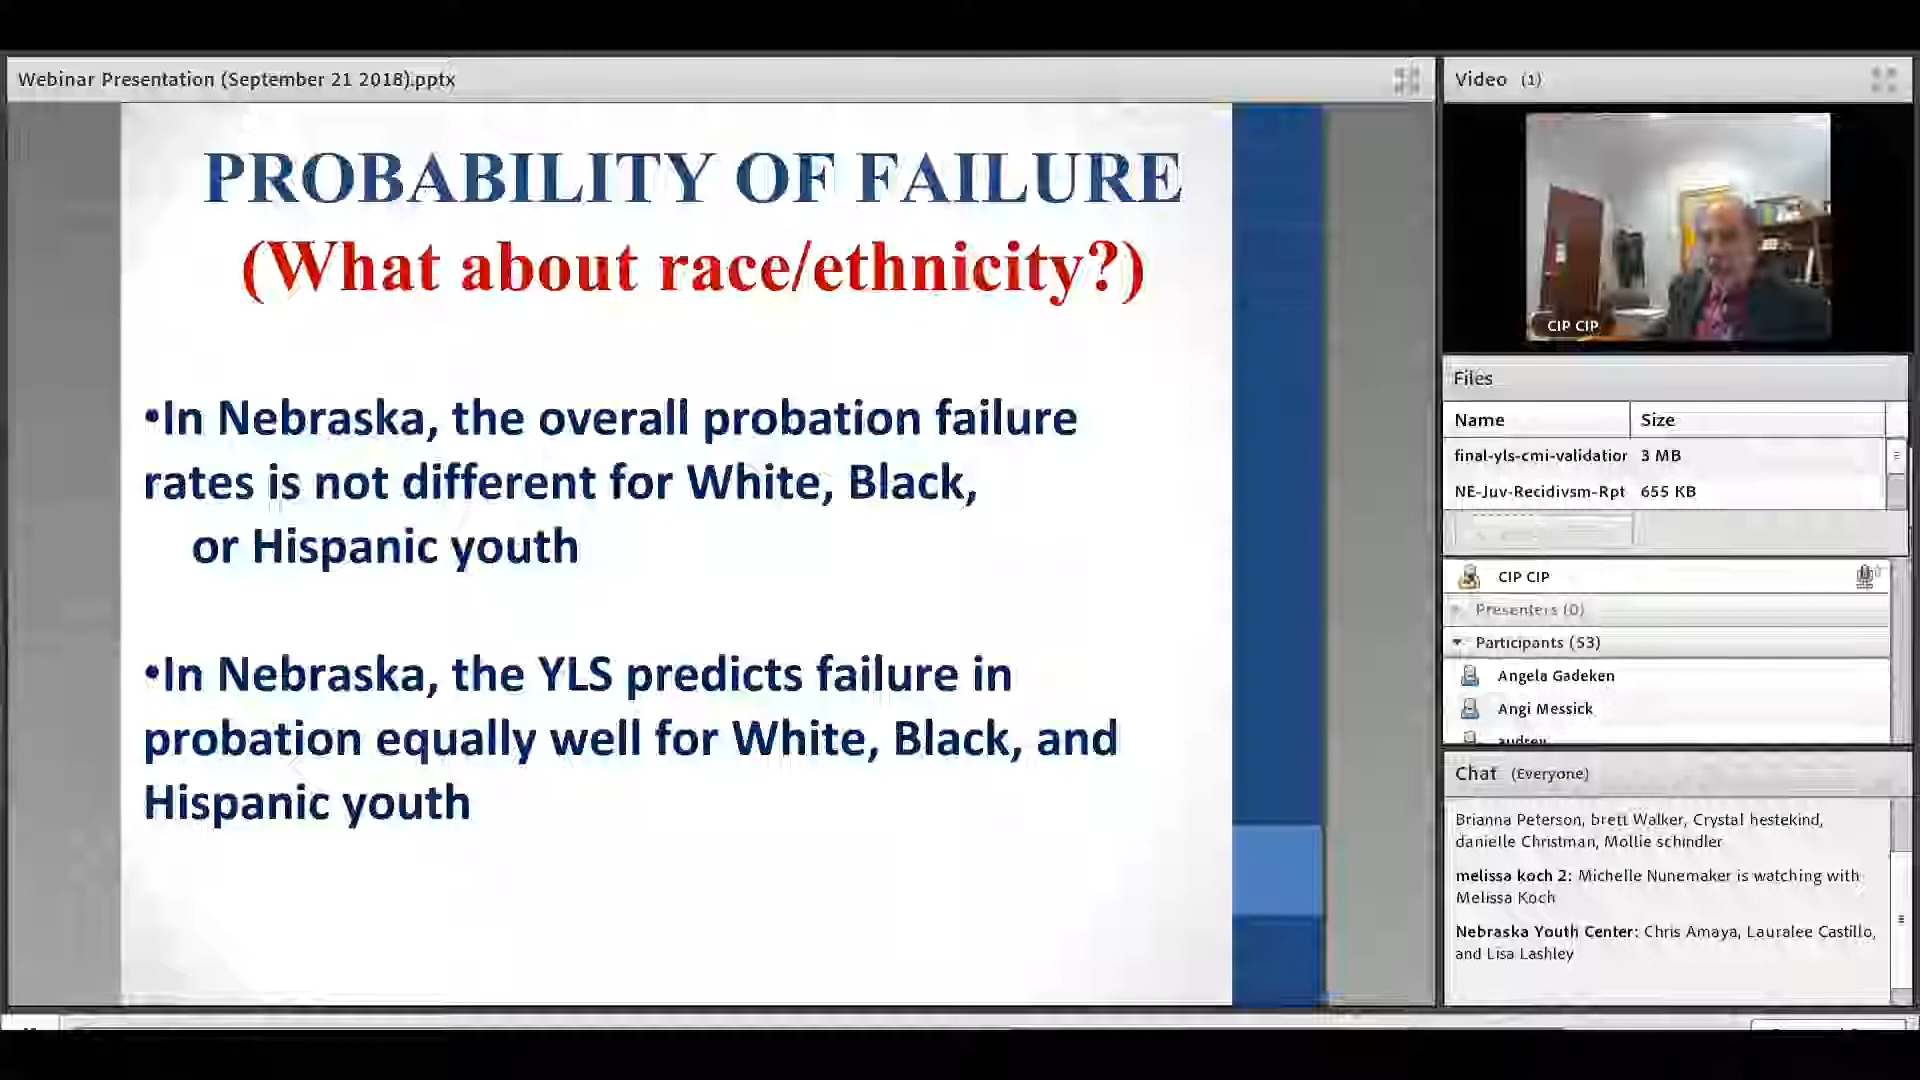 Webinar Presentation (September 21 2018).pptx
PROBABILITY OF FAILURE
(What about race/ethnicity?)
•In Nebraska, the overall probation failure
rates is not different for White, Black,
or Hispanic youth
•In Nebraska, the YLS predicts failure in
probation equally well for White, Black, and
Hispanic youth
Video (1)
CIP CIP
Files
Name Size
final-yls-cmi-validation 3 MB
NE-Juv-Recidivsm-Rpt 655 KB
CIP CIP
Presenters (0)
Participants (53)
Angela Gadeken
Angi Messick
audrey
Chat (Everyone)
Brianna Peterson, brett Walker, Crystal hestekind,
danielle Christman, Mollie schindler
melissa koch 2: Michelle Nunemaker is watching with
Melissa Koch
Nebraska Youth Center: Chris Amaya, Lauralee Castillo,
and Lisa Lashley